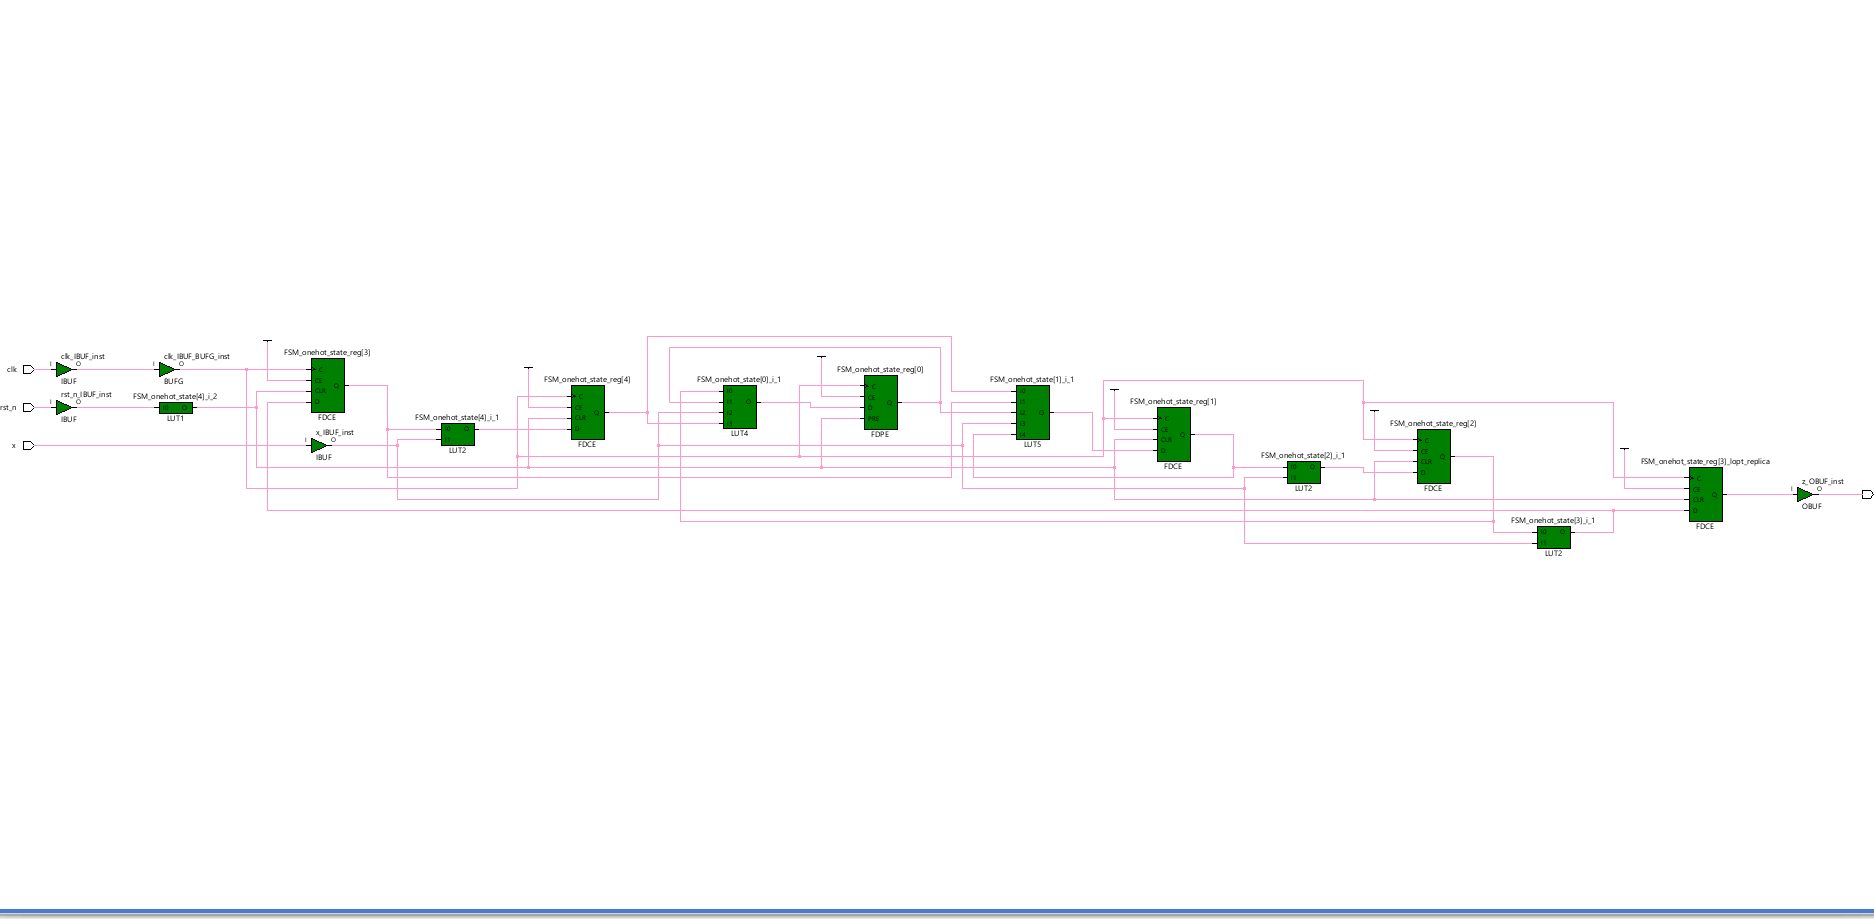 clk
clk_IBUF_inst
I
O
IBUF
clk_IBUF_BUFG_inst
I
O
BUFG
rst_n
rst_n_IBUF_inst
I
O
IBUF
FSM_onehot_state[4]_i_2
I0
O
LUT1
x
x_IBUF_inst
I
O
IBUF
FSM_onehot_state_reg[3]
C
CE
CLR
D
Q
FDCE
FSM_onehot_state[4]_i_1
I0
I1
O
LUT2
FSM_onehot_state_reg[4]
C
CE
CLR
D
Q
FDCE
FSM_onehot_state[0]_i_1
I0
I1
I2
I3
O
LUT4
FSM_onehot_state_reg[0]
C
CE
D
PRE
Q
FDPE
FSM_onehot_state[1]_i_1
I0
I1
I2
I3
I4
O
LUT5
FSM_onehot_state_reg[1]
C
CE
CLR
D
Q
FDCE
FSM_onehot_state[2]_i_1
I0
I1
O
LUT2
FSM_onehot_state_reg[2]
C
CE
CLR
D
Q
FDCE
FSM_onehot_state[3]_i_1
I0
I1
O
LUT2
FSM_onehot_state_reg[3]_lopt_replica
C
CE
CLR
D
Q
FDCE
z_OBUF_inst
I
O
OBUF